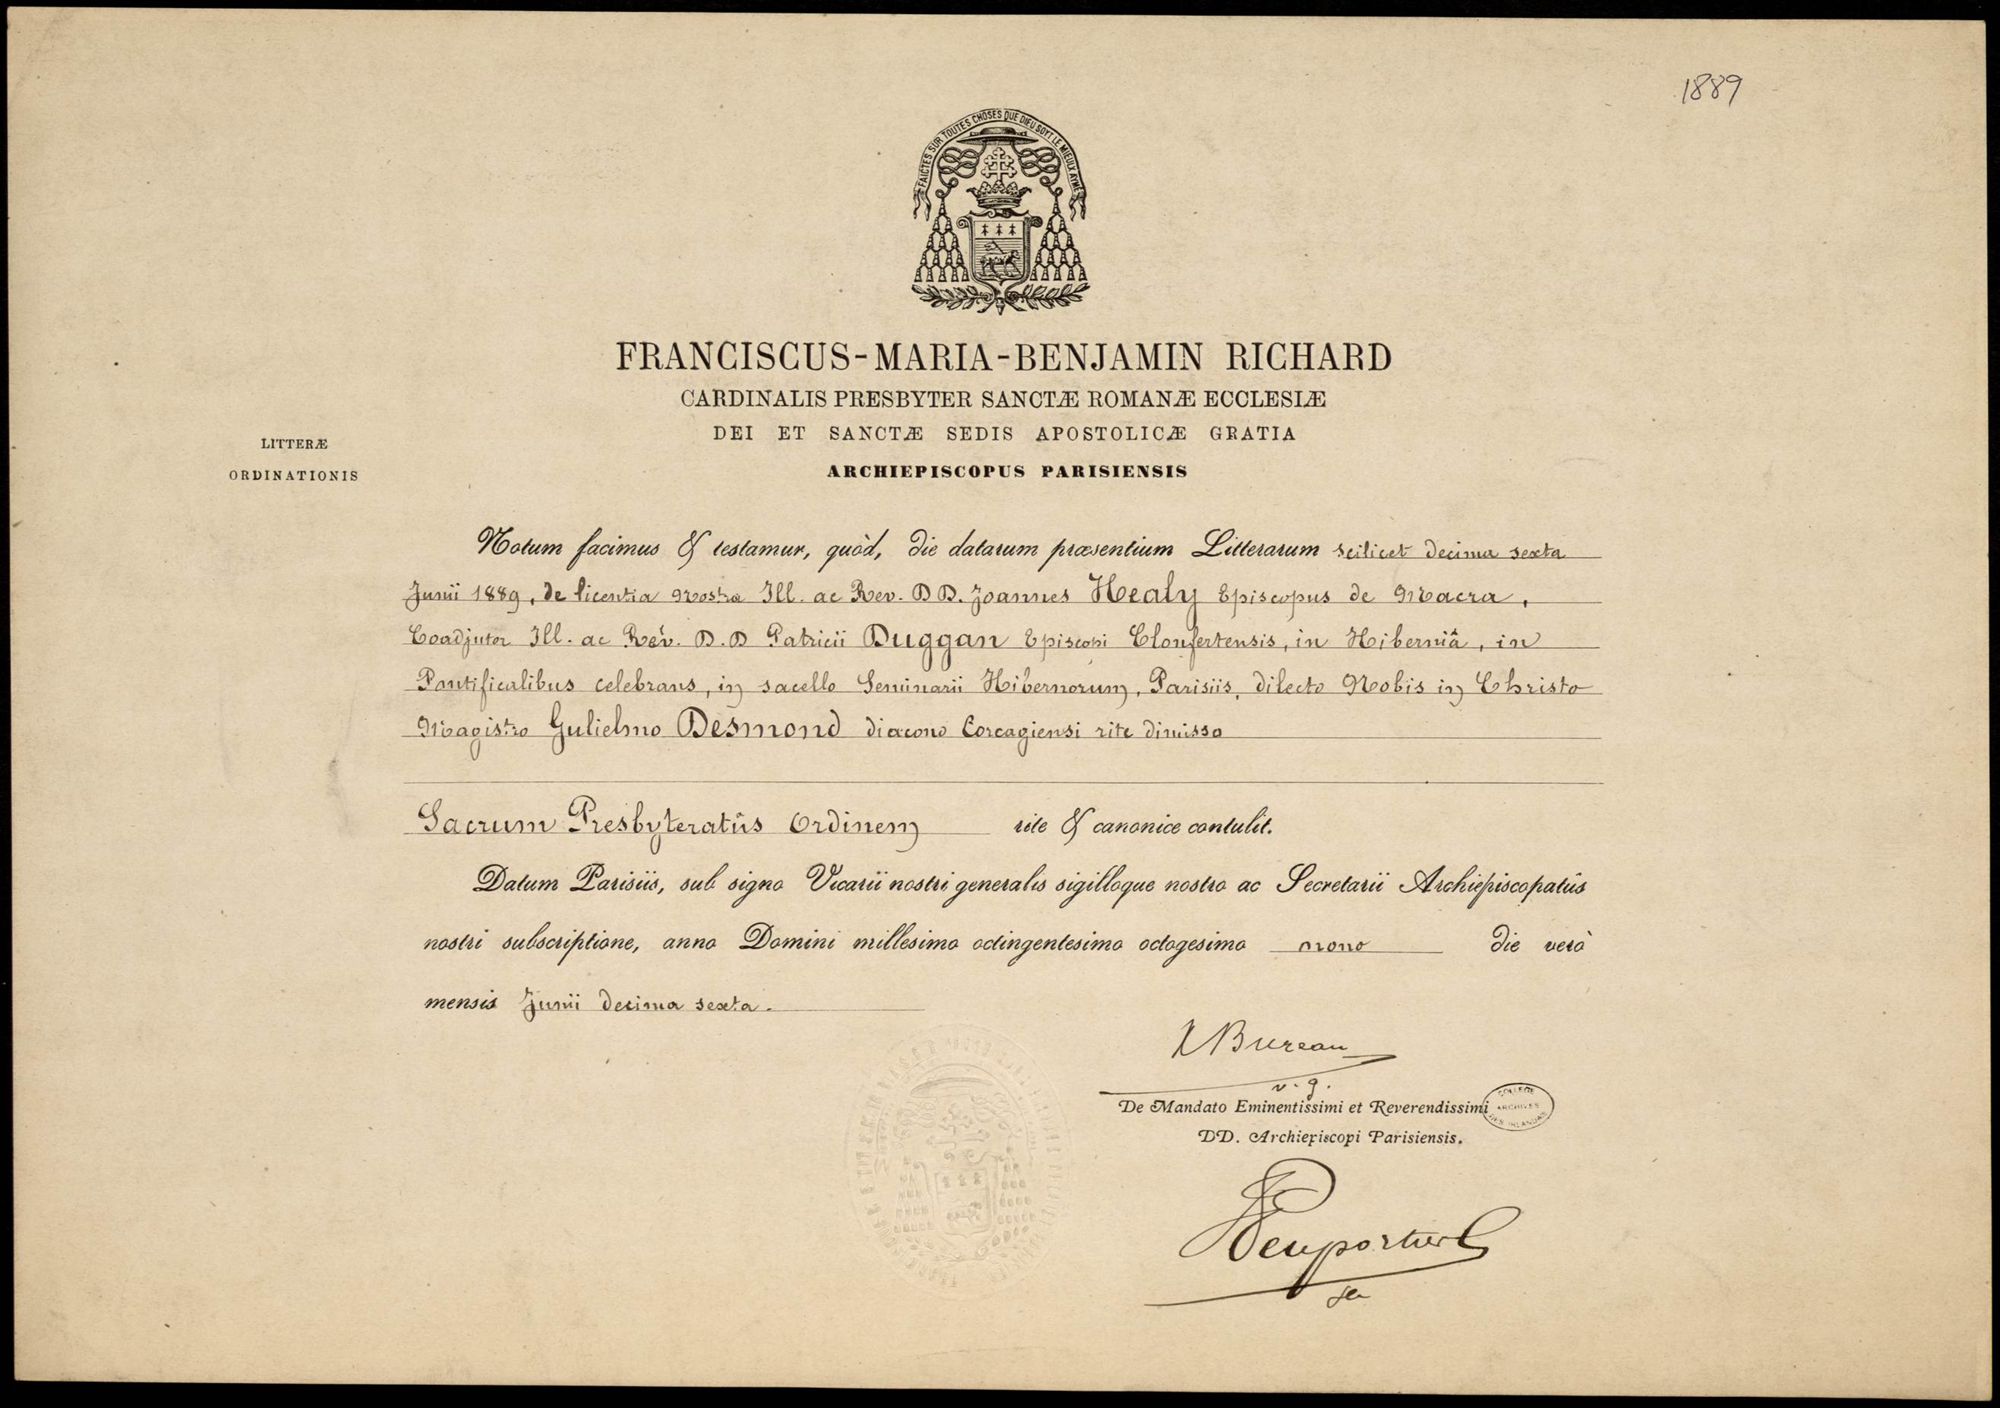 1889
FAICTES SUR TOUTES CHOSES QUE DIEU SOYT LE MIEULX AYMÉ
FRANCISCUS-MARIA-BENJAMIN RICHARD
CARDINALIS PRESBYTER SANCTÆ ROMANÆ ECCLESIÆ
DEI ET SANCTÆ SEDIS APOSTOLICÆ GRATIA
ARCHIEPISCOPUS PARISIENSIS
LITTERÆ
ORDINATIONIS
Notum facimus & testamur, quòd, die datarum præsentium Litterarum scilicet decima sexta
Junii 1889, de licentia Nostra Ill. ac Rev. D D. Joannes Healy Episcopus de Macra,
Coadjutor Ill. ac Rev. D. D Patricii Duggan Episcopi Clonfertensis, in Hiberniâ, in
Pontificalibus celebrans, in sacello Seminarii Hibernorum, Parisiis, dilecto Nobis in Christo
Magistro Gulielmo Desmond diacono Corcagiensi rite dimisso
Sacrum Presbyteratûs Ordinem rite & canonice contulit.
Datum Parisiis, sub signo Vicarii nostri generalis sigilloque nostro ac Secretarii Archiepiscopatûs
nostri subscriptione, anno Domini millesimo octingentesimo octogesimo nono die verò
mensis Junii decima sexta.
Bureau
v. g.
De Mandato Eminentissimi et Reverendissimi
DD. Archiepiscopi Parisiensis.
COLLEGE
ARCHIVES
DES IRLANDAIS